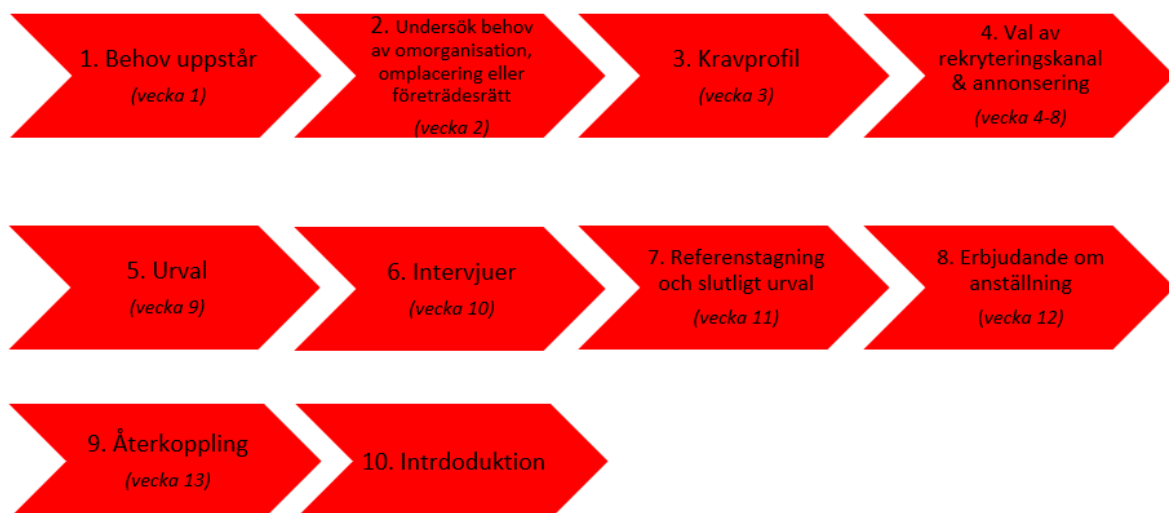 1. Behov uppstår
(vecka 1)
2. Undersök behov
av omorganisation,
omplacering eller
företrädesrätt
(vecka 2)
3. Kravprofil
(vecka 3)
4. Val av
rekryteringskanal
& annonsering
(vecka 4-8)
5. Urval
(vecka 9)
6. Intervjuer
(vecka 10)
7. Referenstagning
och slutligt urval
(vecka 11)
8. Erbjudande om
anställning
(vecka 12)
9. Återkoppling
(vecka 13)
10. Intrdoduktion